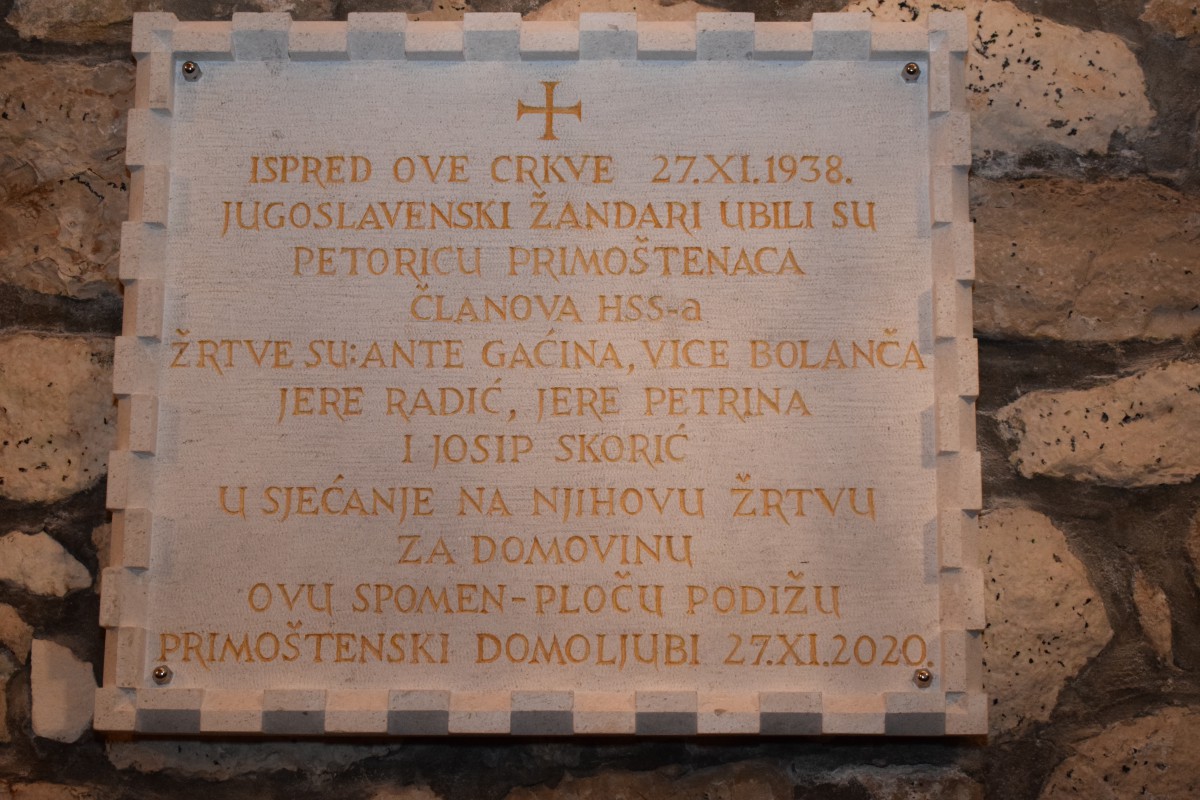 ISPRED OVE CRKVE 27.XI.1938.
JUGOSLAVENSKI ŽANDARI UBILI SU
PETORICU PRIMOŠTENACA
ČLANOVA HSS-a
ŽRTVE SU:ANTE GAĆINA, VICE BOLANČA
JERE RADIĆ, JERE PETRINA
I JOSIP SKORIĆ
U SJEĆANJE NA NJIHOVU ŽRTVU
ZA DOMOVINU
OVU SPOMEN-PLOČU PODIŽU
PRIMOŠTENSKI DOMOLJUBI 27.XI.2020.